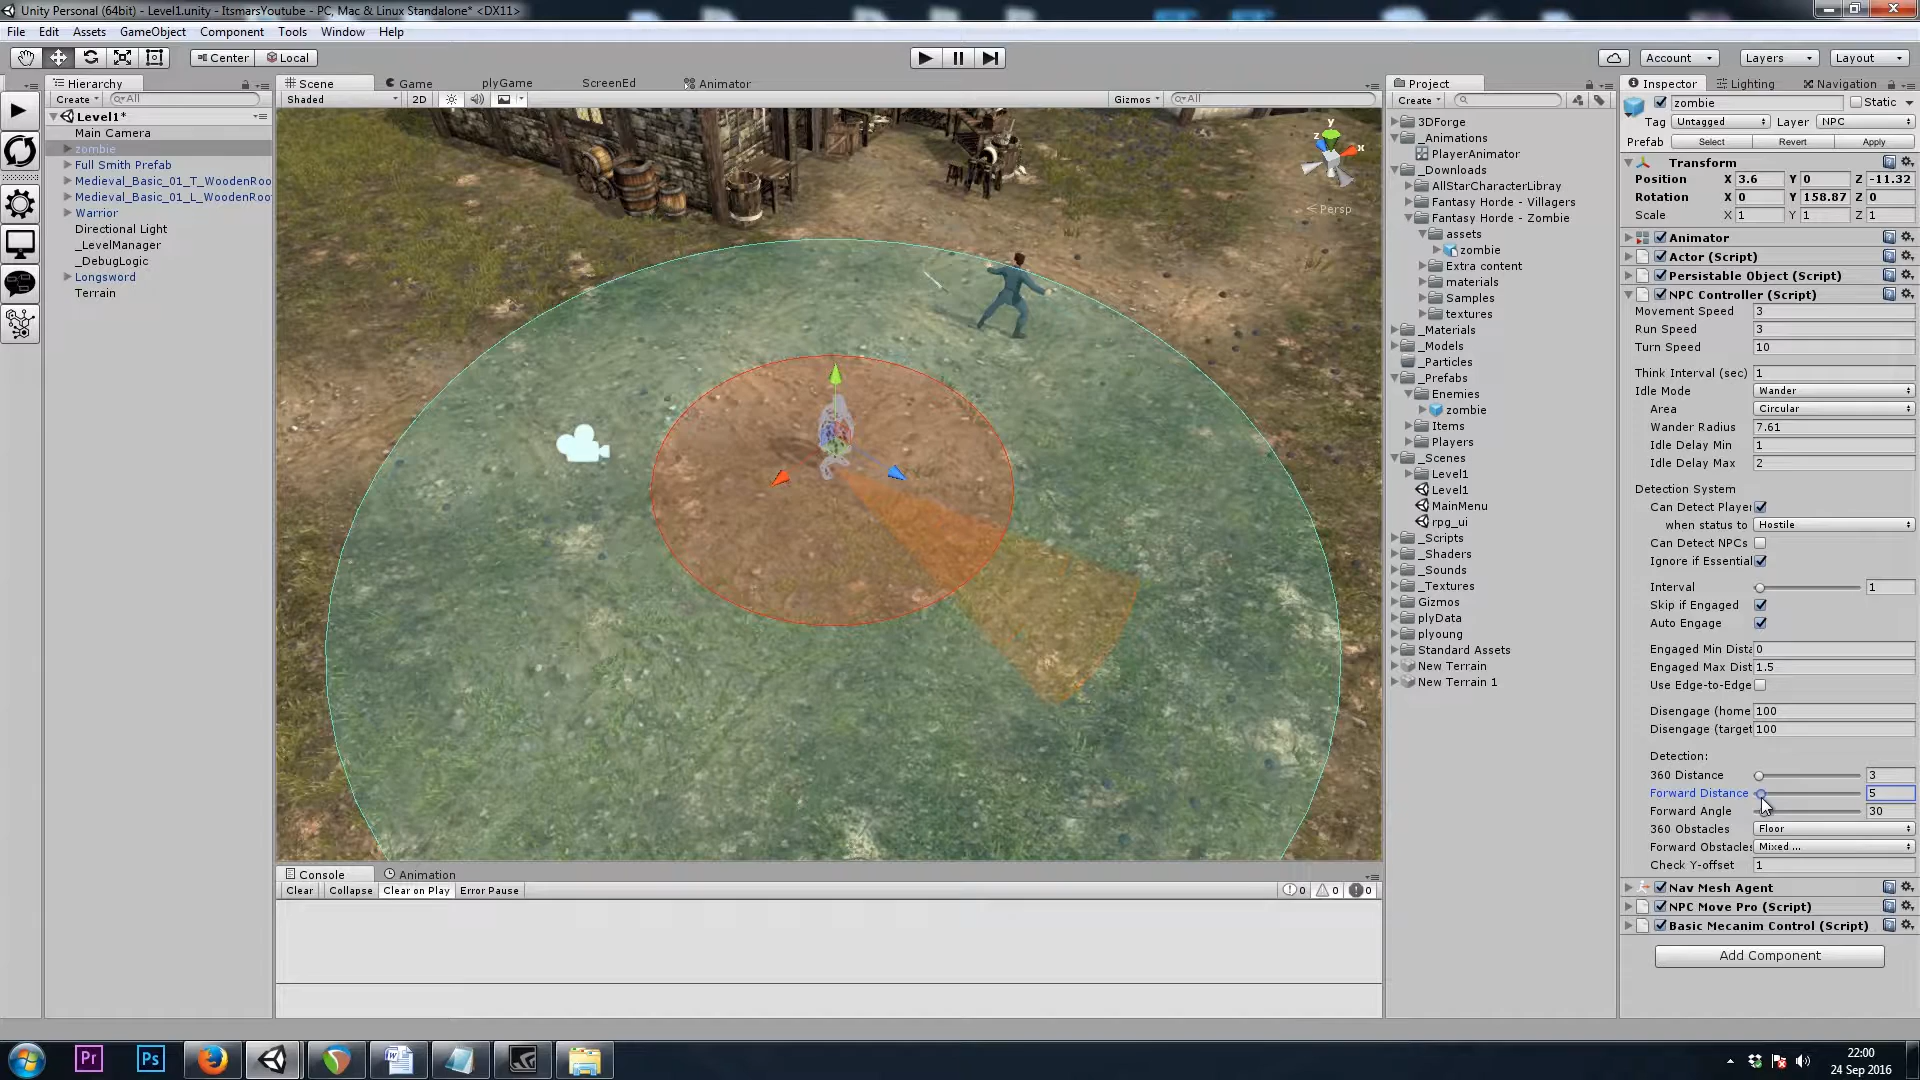 Unity Personal (64bit) - Level1.unity - ItsmarsYoutube - PC, Mac & Linux Standalone* <DX11>
File Edit Assets GameObject Component Tools Window Help
Center Local Account Layers Layout
Hierarchy
Create All
Level1*
Main Camera
zombie
Full Smith Prefab
Medieval_Basic_01_T_WoodenRoo
Medieval_Basic_01_L_WoodenRoo
Warrior
Directional Light
_LevelManager
_DebugLogic
Longsword
Terrain
Scene Game plyGame ScreenEd Animator
Shaded 2D Gizmos All
y
z x
Persp
Console Animation
Clear Collapse Clear on Play Error Pause 0 0 0
Project
Create
3DForge
_Animations
PlayerAnimator
_Downloads
AllStarCharacterLibray
Fantasy Horde - Villagers
Fantasy Horde - Zombie
assets
zombie
Extra content
materials
Samples
textures
_Materials
_Models
_Particles
_Prefabs
Enemies
zombie
Items
Players
_Scenes
Level1
Level1
MainMenu
rpg_ui
_Scripts
_Shaders
_Sounds
_Textures
Gizmos
plyData
plyoung
Standard Assets
New Terrain
New Terrain 1
Inspector Lighting Navigation
zombie Static
Tag Untagged Layer NPC
Prefab Select Revert Apply
Transform
Position X 3.6 Y 0 Z -11.32
Rotation X 0 Y 158.87 Z 0
Scale X 1 Y 1 Z 1
Animator
Actor (Script)
Persistable Object (Script)
NPC Controller (Script)
Movement Speed 3
Run Speed 3
Turn Speed 10
Think Interval (sec) 1
Idle Mode Wander
Area Circular
Wander Radius 7.61
Idle Delay Min 1
Idle Delay Max 2
Detection System
Can Detect Player
when status to Hostile
Can Detect NPCs
Ignore if Essential
Interval 1
Skip if Engaged
Auto Engage
Engaged Min Dista 0
Engaged Max Dist 1.5
Use Edge-to-Edge
Disengage (home 100
Disengage (target 100
Detection:
360 Distance 3
Forward Distance 5
Forward Angle 30
360 Obstacles Floor
Forward Obstacles Mixed ...
Check Y-offset 1
Nav Mesh Agent
NPC Move Pro (Script)
Basic Mecanim Control (Script)
Add Component
Pr Ps
22:00
24 Sep 2016